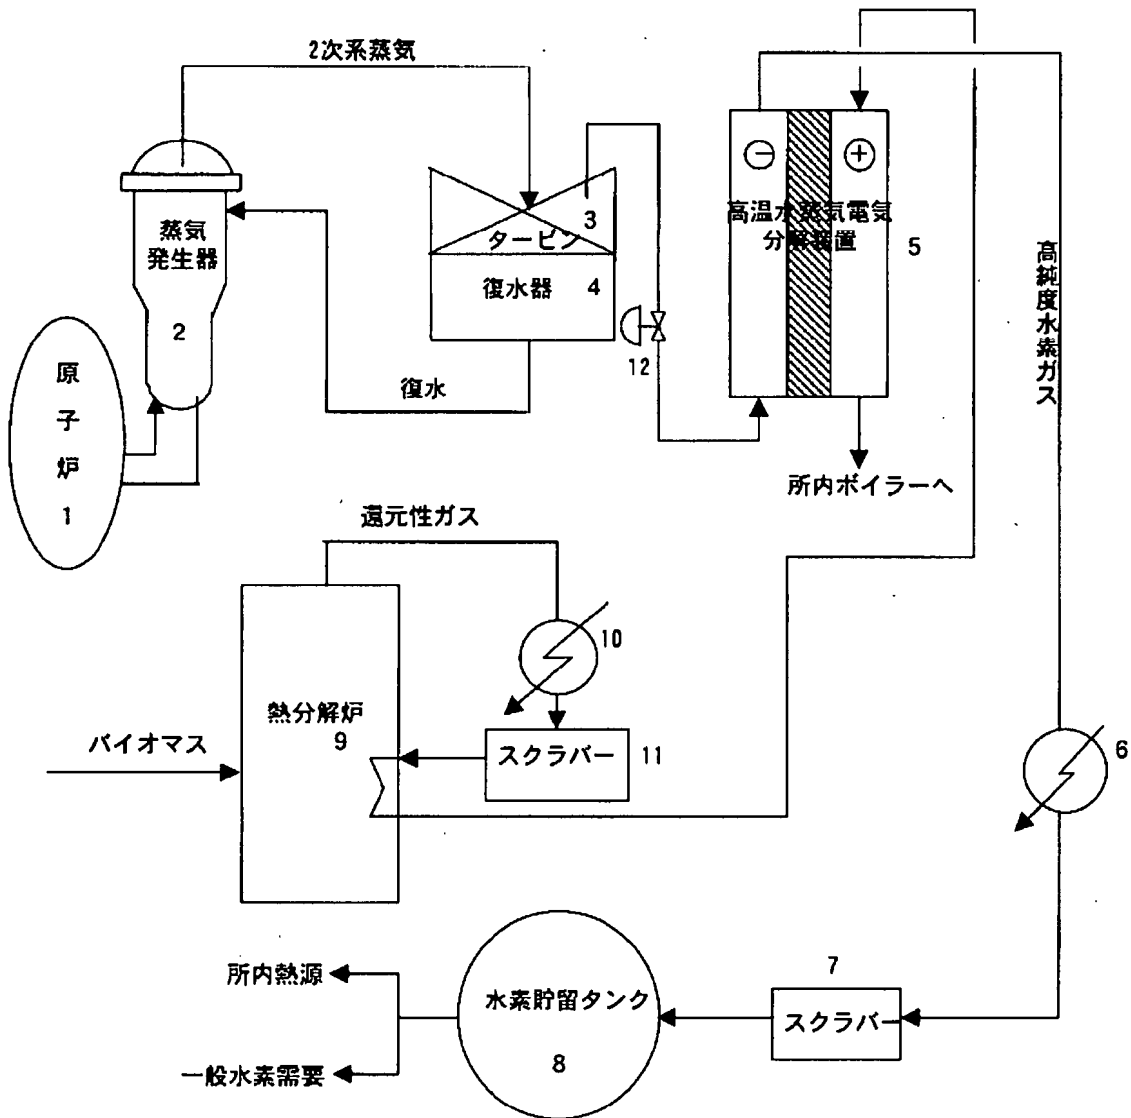 2次系蒸気
蒸気
発生器
2
原
子
炉
1
3
タービン
復水器 4
12
復水
⊖
⊕
高温水蒸気電気
分解装置
5
所内ボイラーへ
高純度水素ガス
還元性ガス
10
熱分解炉
9
バイオマス
スクラバー
11
6
7
スクラバー
水素貯留タンク
8
所内熱源
一般水素需要